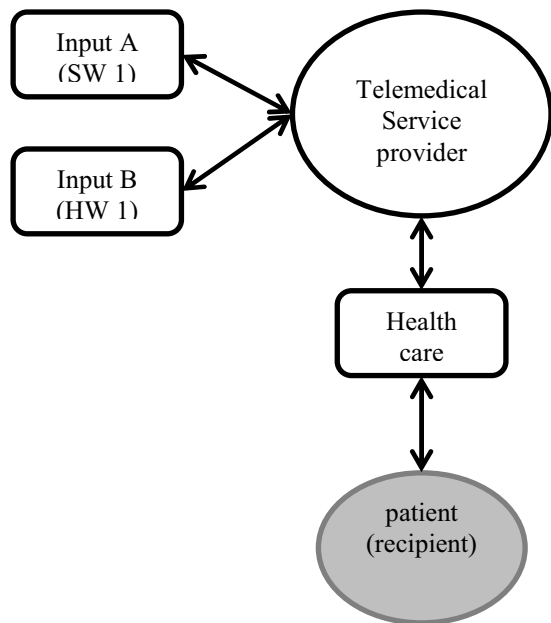 Input A
(SW 1)
Telemedical
Service
provider
Input B
(HW 1)
Health
care
patient
(recipient)